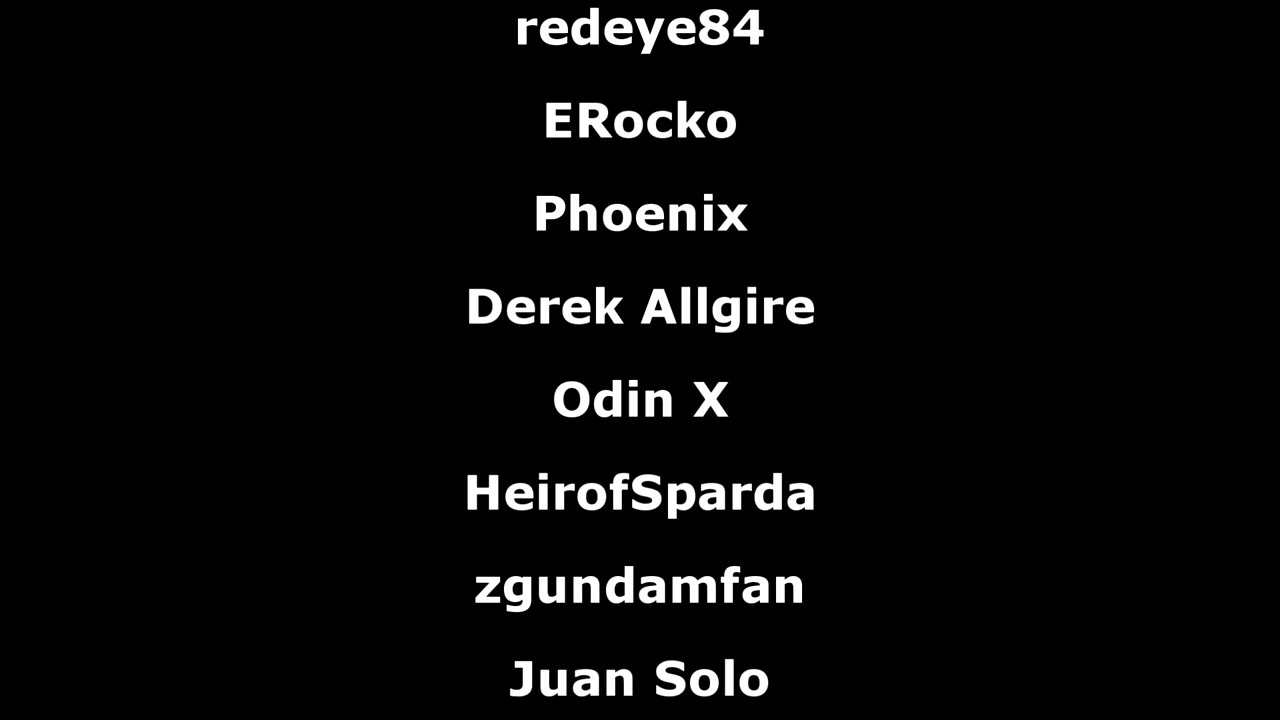 redeye84
ERocko
Phoenix
Derek Allgire
Odin X
HeirofSparda
zgundamfan
Juan Solo